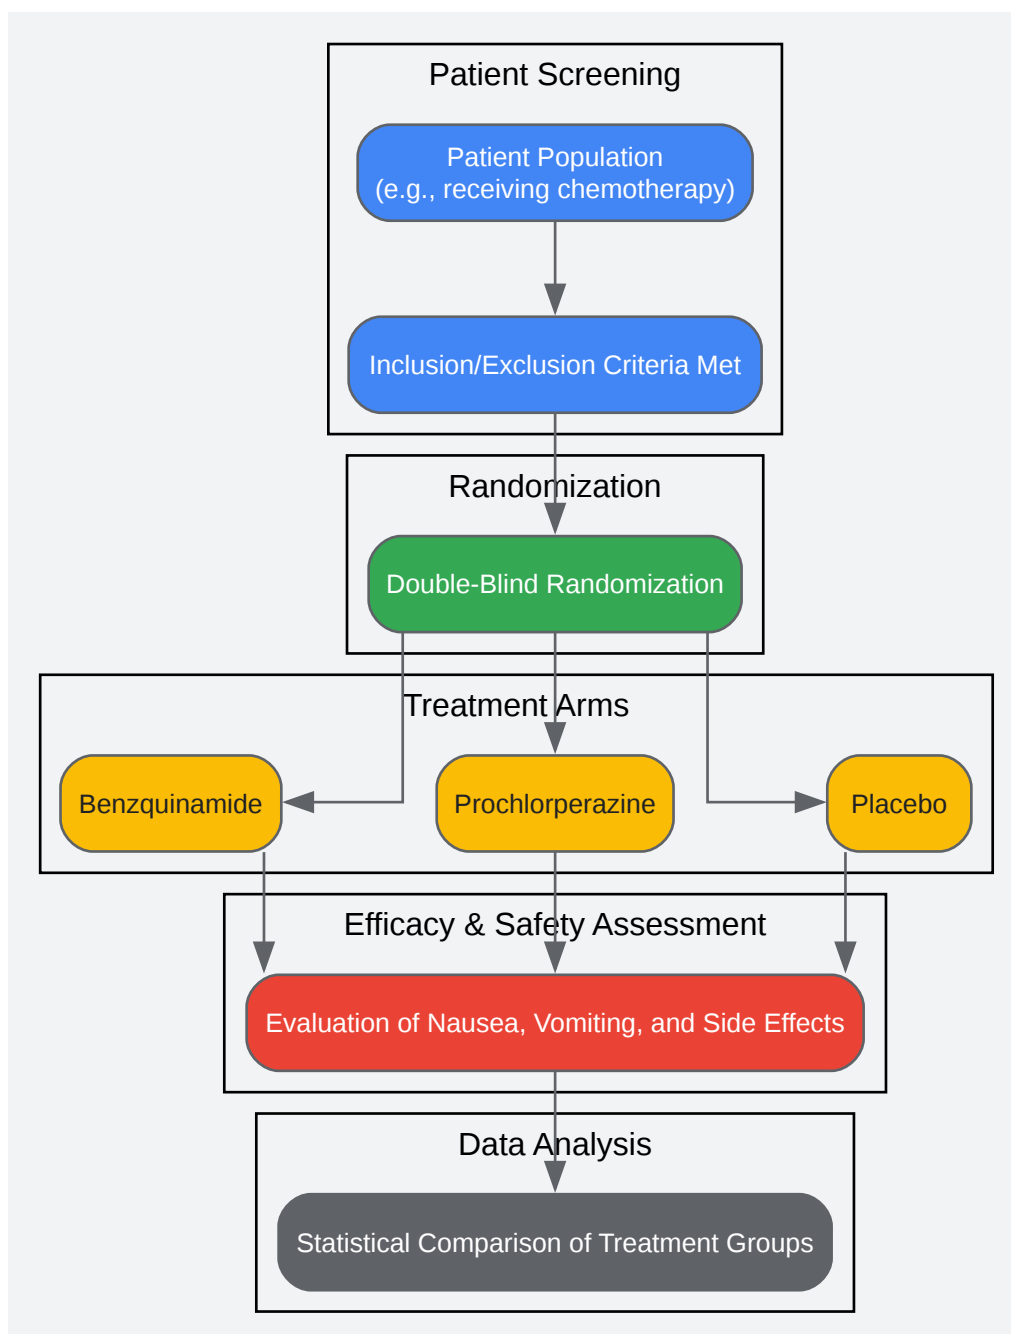 Patient Screening
Patient Population
(e.g., receiving chemotherapy)
Inclusion/Exclusion Criteria Met
Randomization
Double-Blind Randomization
Treatment Arms
Benzquinamide
Prochlorperazine
Placebo
Efficacy & Safety Assessment
Evaluation of Nausea, Vomiting, and Side Effects
Data Analysis
Statistical Comparison of Treatment Groups